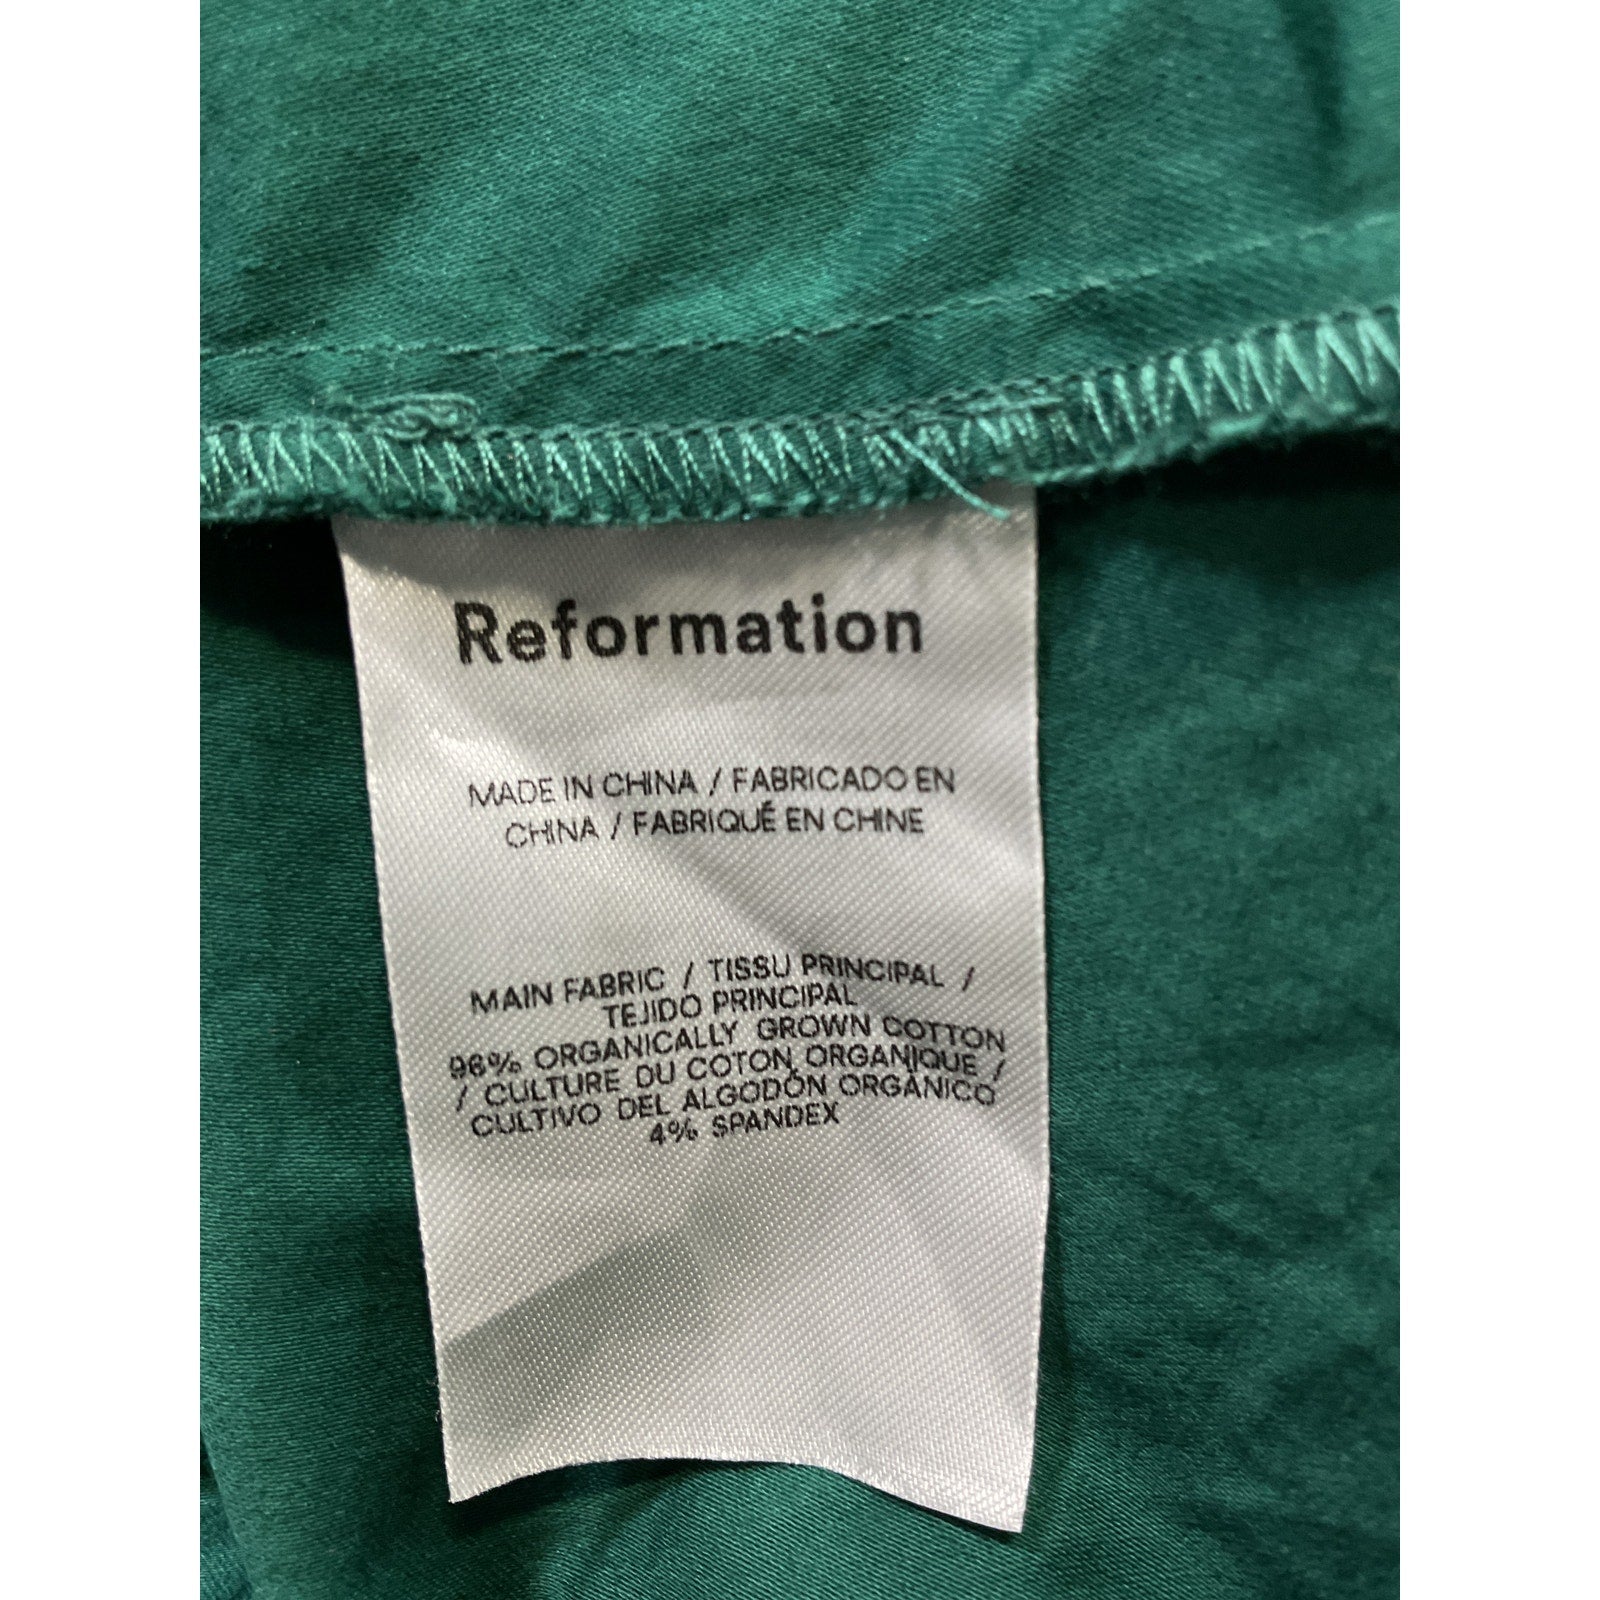 Reformation
MADE IN CHINA / FABRICADO EN
CHINA / FABRIQUÉ EN CHINE
MAIN FABRIC / TISSU PRINCIPAL /
TEJIDO PRINCIPAL
96% ORGANICALLY GROWN COTTON
/ CULTURE DU COTON ORGANIQUE /
CULTIVO DEL ALGODÓN ORGÁNICO
4% SPANDEX